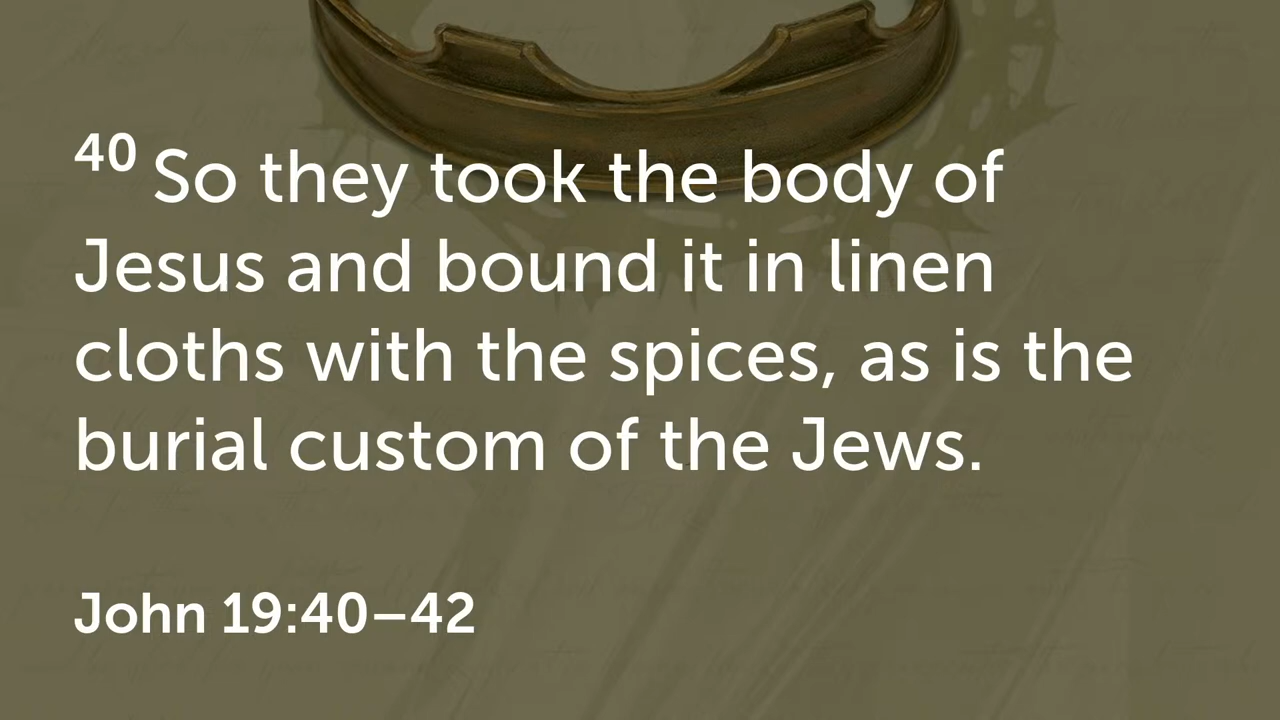 40 So they took the body of
Jesus and bound it in linen
cloths with the spices, as is the
burial custom of the Jews.
John 19:40–42